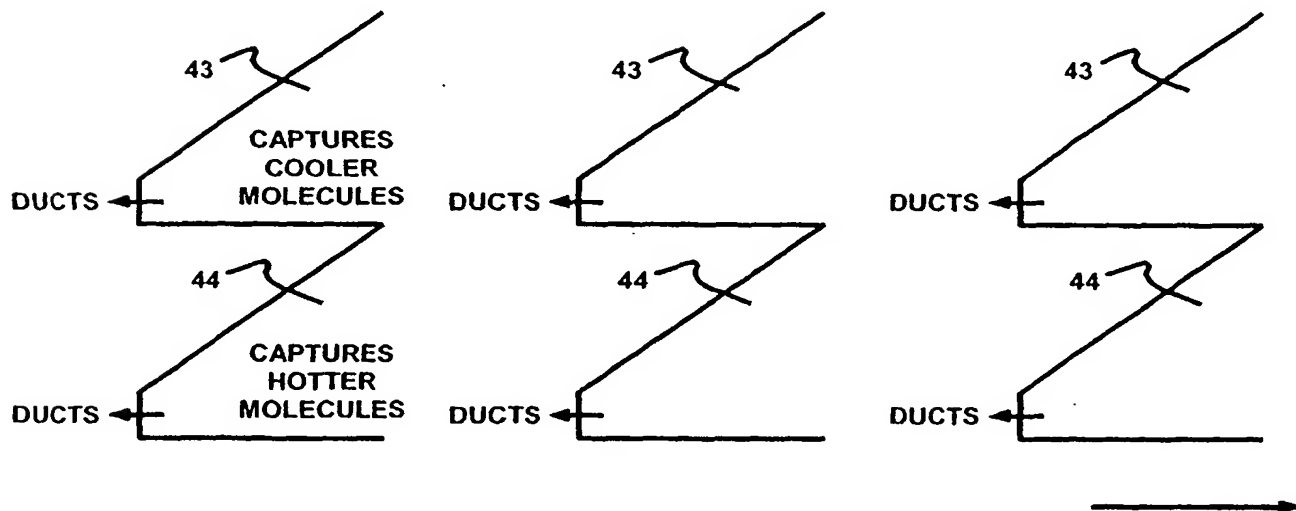 43
43
43
CAPTURES
COOLER
MOLECULES
DUCTS
DUCTS
DUCTS
44
44
44
CAPTURES
HOTTER
MOLECULES
DUCTS
DUCTS
DUCTS